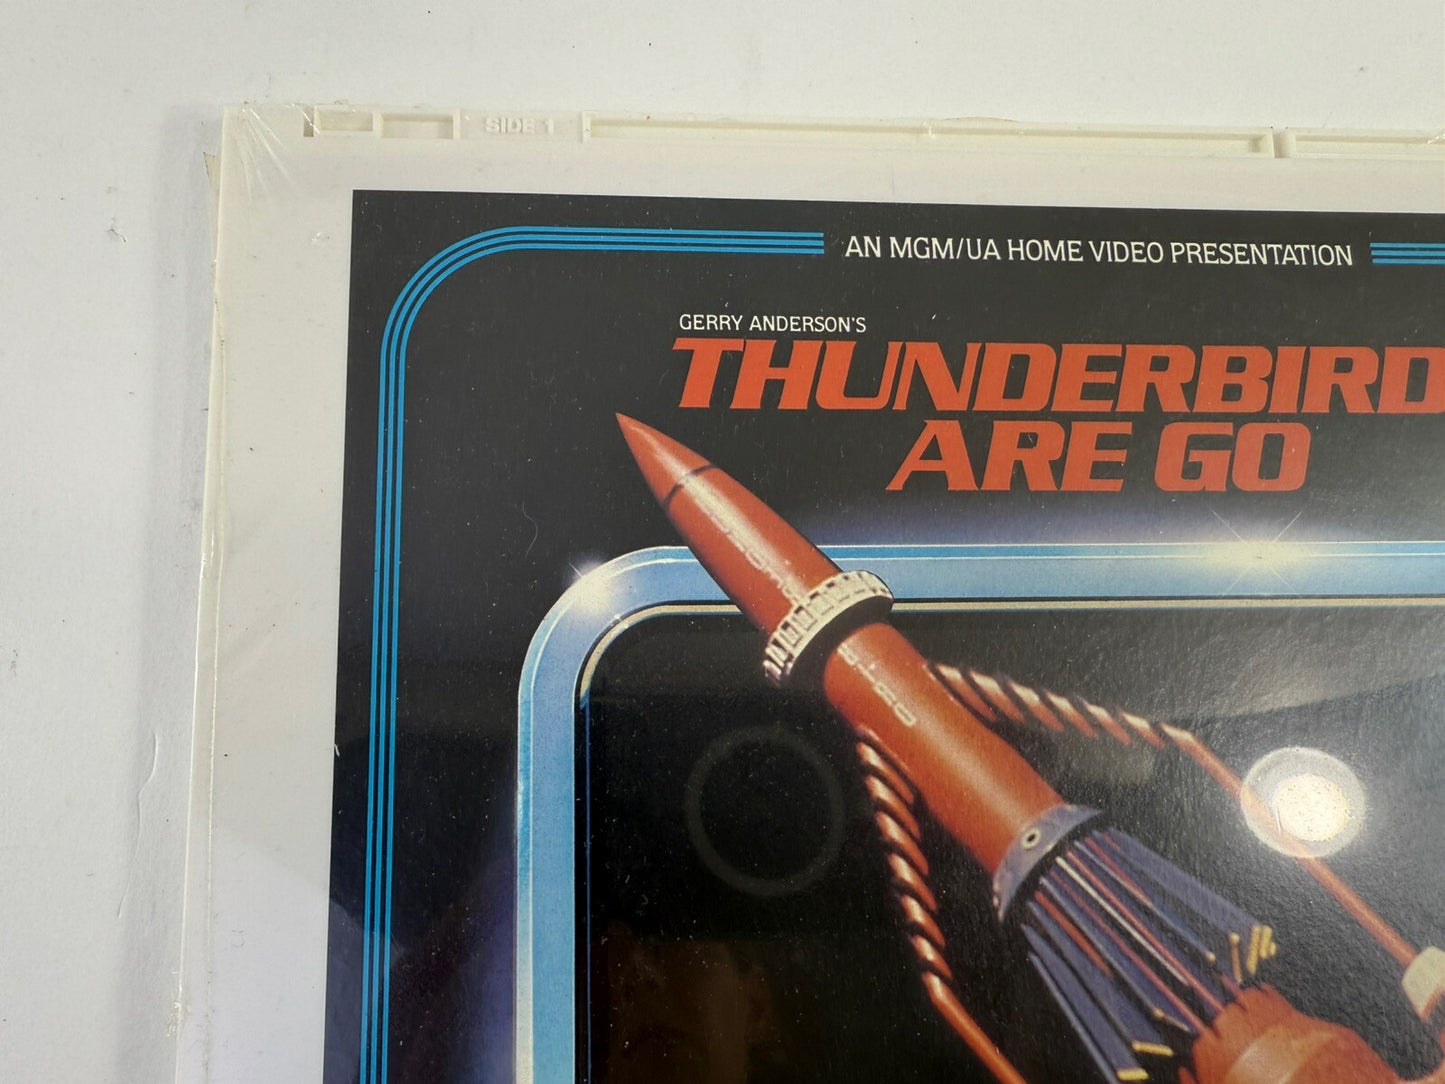 SIDE 1
AN MGM/UA HOME VIDEO PRESENTATION
GERRY ANDERSON'S
THUNDERBIRD
ARE GO